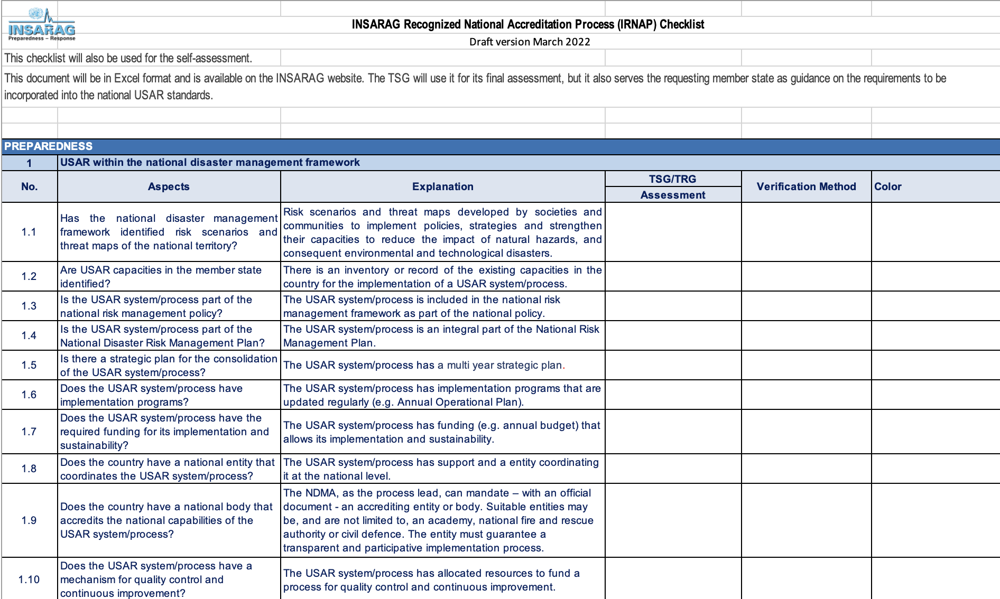 INSARAG
Preparedness – Response
INSARAG Recognized National Accreditation Process (IRNAP) Checklist
Draft version March 2022
This checklist will also be used for the self-assessment.
This document will be in Excel format and is available on the INSARAG website. The TSG will use it for its final assessment, but it also serves the requesting member state as guidance on the requirements to be
incorporated into the national USAR standards.
PREPAREDNESS
1 USAR within the national disaster management framework
No.
Aspects
Explanation
TSG/TRG
Assessment
Verification Method
Color
1.1
Has the national disaster management
framework identified risk scenarios and
threat maps of the national territory?
Risk scenarios and threat maps developed by societies and
communities to implement policies, strategies and strengthen
their capacities to reduce the impact of natural hazards, and
consequent environmental and technological disasters.
1.2
Are USAR capacities in the member state
identified?
There is an inventory or record of the existing capacities in the
country for the implementation of a USAR system/process.
1.3
Is the USAR system/process part of the
national risk management policy?
The USAR system/process is included in the national risk
management framework as part of the national policy.
1.4
Is the USAR system/process part of the
National Disaster Risk Management Plan?
The USAR system/process is an integral part of the National Risk
Management Plan.
1.5
Is there a strategic plan for the consolidation
of the USAR system/process?
The USAR system/process has a multi year strategic plan.
1.6
Does the USAR system/process have
implementation programs?
The USAR system/process has implementation programs that are
updated regularly (e.g. Annual Operational Plan).
1.7
Does the USAR system/process have the
required funding for its implementation and
sustainability?
The USAR system/process has funding (e.g. annual budget) that
allows its implementation and sustainability.
1.8
Does the country have a national entity that
coordinates the USAR system/process?
The USAR system/process has support and a entity coordinating
it at the national level.
1.9
Does the country have a national body that
accredits the national capabilities of the
USAR system/process?
The NDMA, as the process lead, can mandate – with an official
document - an accrediting entity or body. Suitable entities may
be, and are not limited to, an academy, national fire and rescue
authority or civil defence. The entity must guarantee a
transparent and participative implementation process.
1.10
Does the USAR system/process have a
mechanism for quality control and
continuous improvement?
The USAR system/process has allocated resources to fund a
process for quality control and continuous improvement.